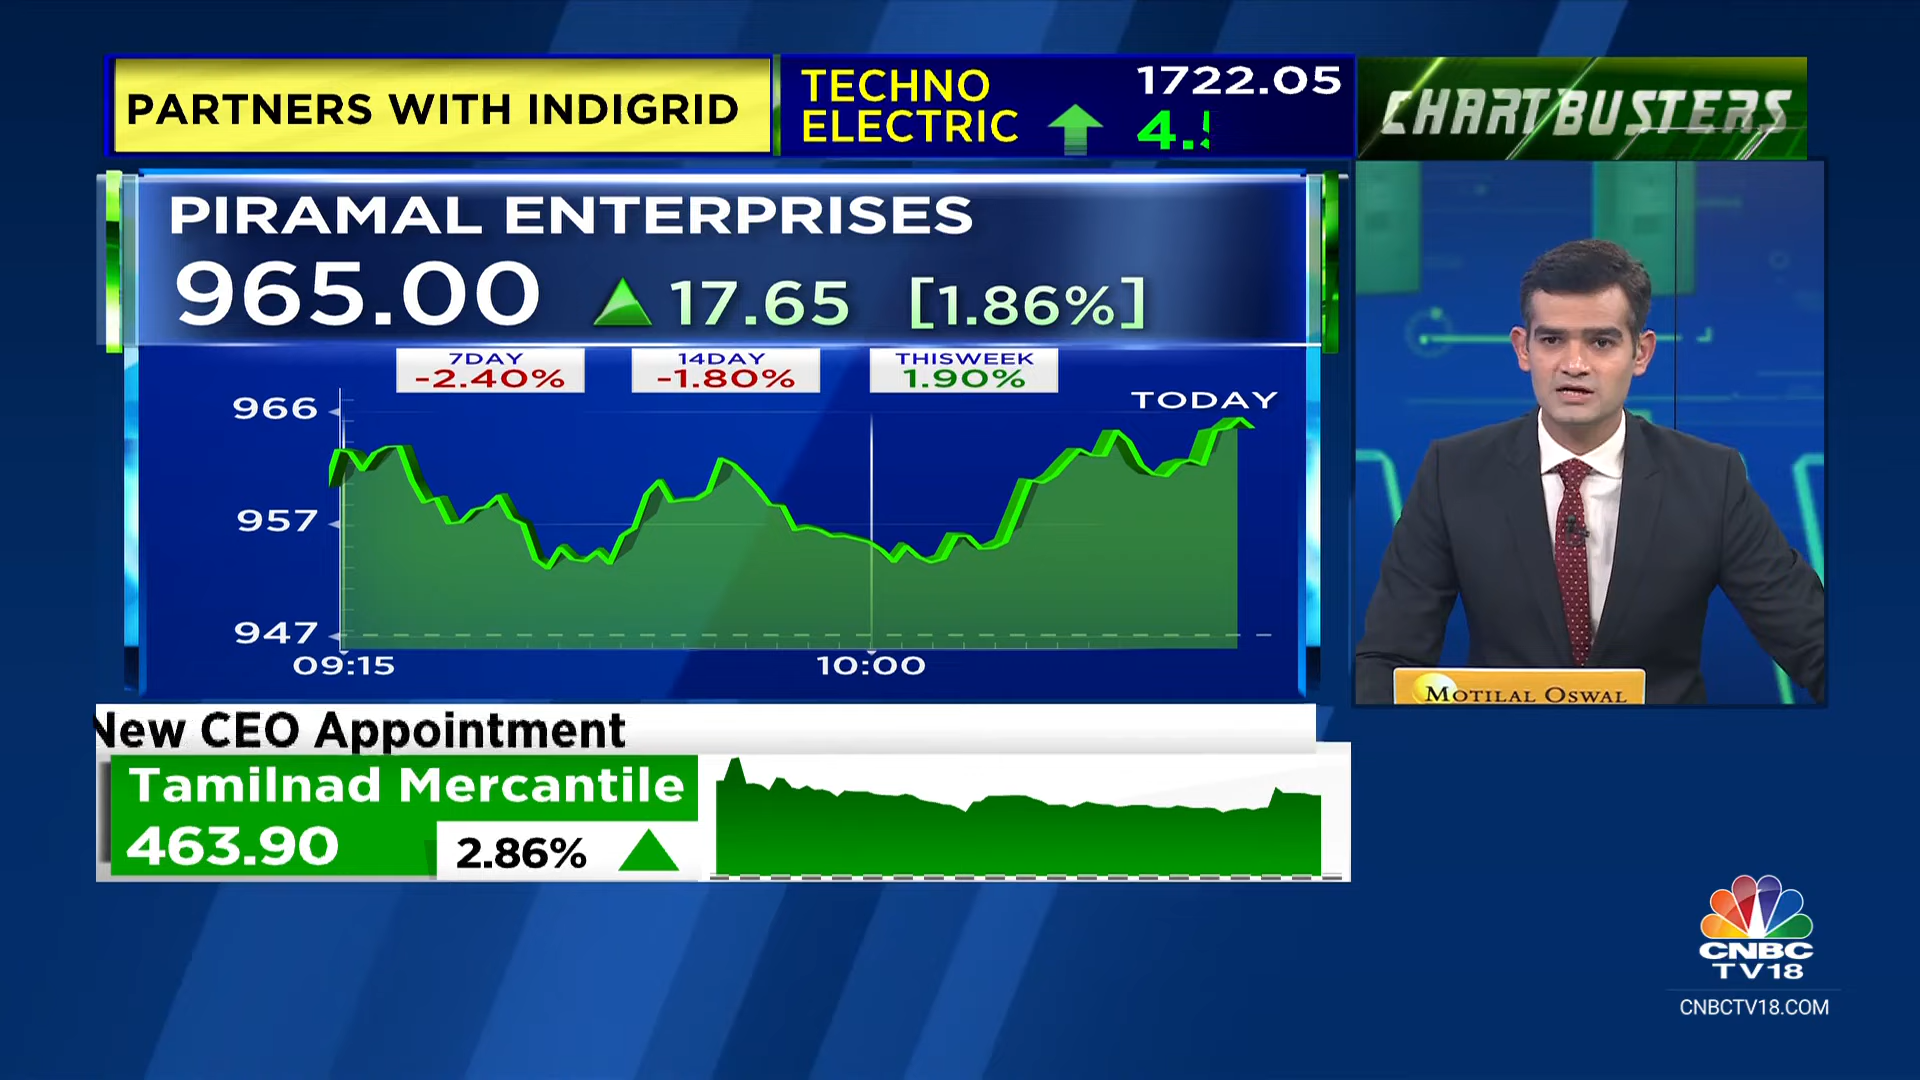 PARTNERS WITH INDIGRID
TECHNO
ELECTRIC
1722.05
CHARTBUSTERS
PIRAMAL ENTERPRISES
965.00 17.65 [1.86%]
7DAY
-2.40%
14DAY
-1.80%
THISWEEK
1.90%
TODAY
966
957
947
09:15
10:00
MOTILAL OSWAL
New CEO Appointment
Tamilnad Mercantile
463.90
2.86%
CNBC
TV18
CNBCTV18.COM